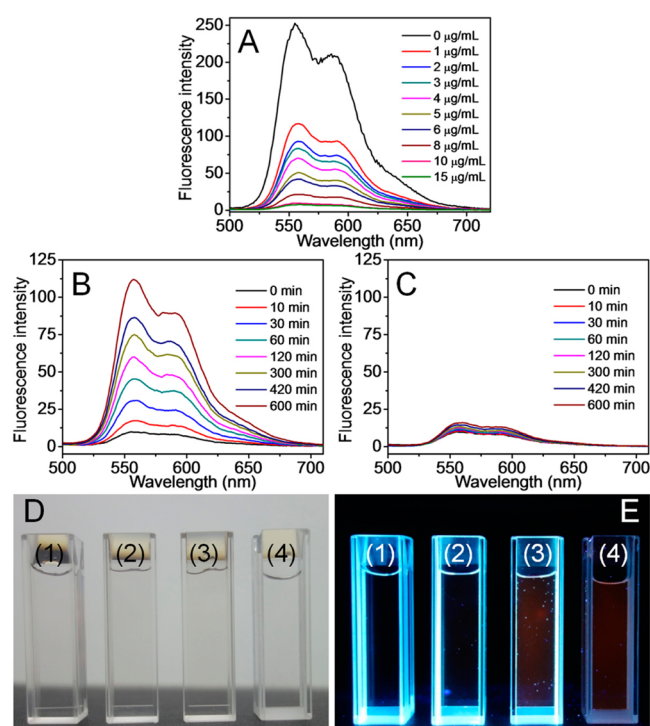 A
0 μg/mL
1 μg/mL
2 μg/mL
3 μg/mL
4 μg/mL
5 μg/mL
6 μg/mL
8 μg/mL
10 μg/mL
15 μg/mL
250
200
150
100
50
0
500 550 600 650 700
Fluorescence intensity
Wavelength (nm)
B
0 min
10 min
30 min
60 min
120 min
300 min
420 min
600 min
125
100
75
50
25
0
500 550 600 650 700
Fluorescence intensity
Wavelength (nm)
C
0 min
10 min
30 min
60 min
120 min
300 min
420 min
600 min
125
100
75
50
25
0
500 550 600 650 700
Fluorescence intensity
Wavelength (nm)
D
(1) (2) (3) (4)
E
(1) (2) (3) (4)